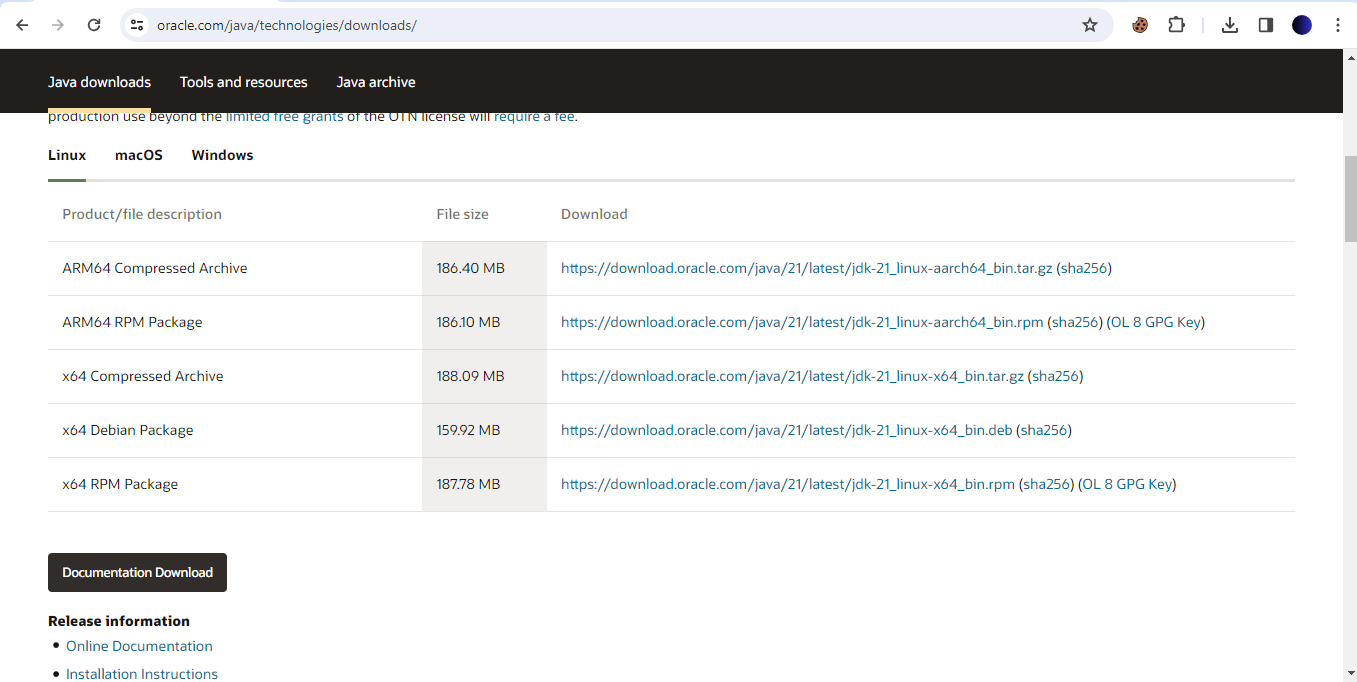 oracle.com/java/technologies/downloads/
Java downloads Tools and resources Java archive
production use beyond the limited free grants of the OTN license will require a fee.
Linux macOS Windows
Product/file description File size Download
ARM64 Compressed Archive 186.40 MB https://download.oracle.com/java/21/latest/jdk-21_linux-aarch64_bin.tar.gz (sha256)
ARM64 RPM Package 186.10 MB https://download.oracle.com/java/21/latest/jdk-21_linux-aarch64_bin.rpm (sha256) (OL 8 GPG Key)
x64 Compressed Archive 188.09 MB https://download.oracle.com/java/21/latest/jdk-21_linux-x64_bin.tar.gz (sha256)
x64 Debian Package 159.92 MB https://download.oracle.com/java/21/latest/jdk-21_linux-x64_bin.deb (sha256)
x64 RPM Package 187.78 MB https://download.oracle.com/java/21/latest/jdk-21_linux-x64_bin.rpm (sha256) (OL 8 GPG Key)
Documentation Download
Release information
• Online Documentation
• Installation Instructions